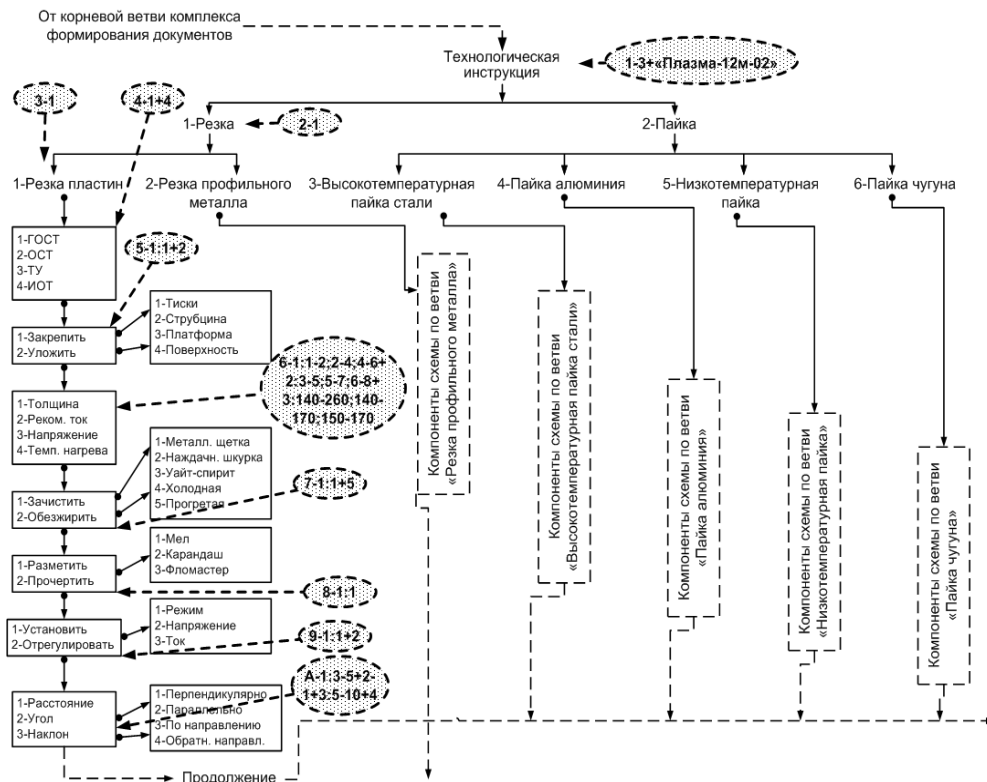 От корневой ветви комплекса
формирования документов
Технологическая
инструкция
1-3+«Плазма-12м-02»
3-1
4-1+4
1-Резка
2-1
2-Пайка
1-Резка пластин
2-Резка профильного
металла
3-Высокотемпературная
пайка стали
4-Пайка алюминия
5-Низкотемпературная
пайка
6-Пайка чугуна
1-ГОСТ
2-ОСТ
3-ТУ
4-ИОТ
5-1:1+2
1-Закрепить
2-Уложить
1-Тиски
2-Струбцина
3-Платформа
4-Поверхность
6-1:1-2;2-4;4-6+
2:3-5;5-7;6-8+
3:140-260;140-
170;150-170
1-Толщина
2-Реком. ток
3-Напряжение
4-Темп. нагрева
1-Металл. щетка
2-Наждачн. шкурка
3-Уайт-спирит
4-Холодная
5-Прогретая
7-1:1+5
1-Зачистить
2-Обезжирить
1-Разметить
2-Прочертить
1-Мел
2-Карандаш
3-Фломастер
8-1:1
1-Установить
2-Отрегулировать
1-Режим
2-Напряжение
3-Ток
9-1:1+2
А-1:3-5+2-
1+3:5-10+4
1-Расстояние
2-Угол
3-Наклон
1-Перпендикулярно
2-Параллельно
3-По направлению
4-Обратн. направл.
Продолжение
Компоненты схемы по ветви
«Резка профильного металла»
Компоненты схемы по ветви
«Высокотемпературная пайка стали»
Компоненты схемы по ветви
«Пайка алюминия»
Компоненты схемы по ветви
«Низкотемпературная пайка»
Компоненты схемы по ветви
«Пайка чугуна»